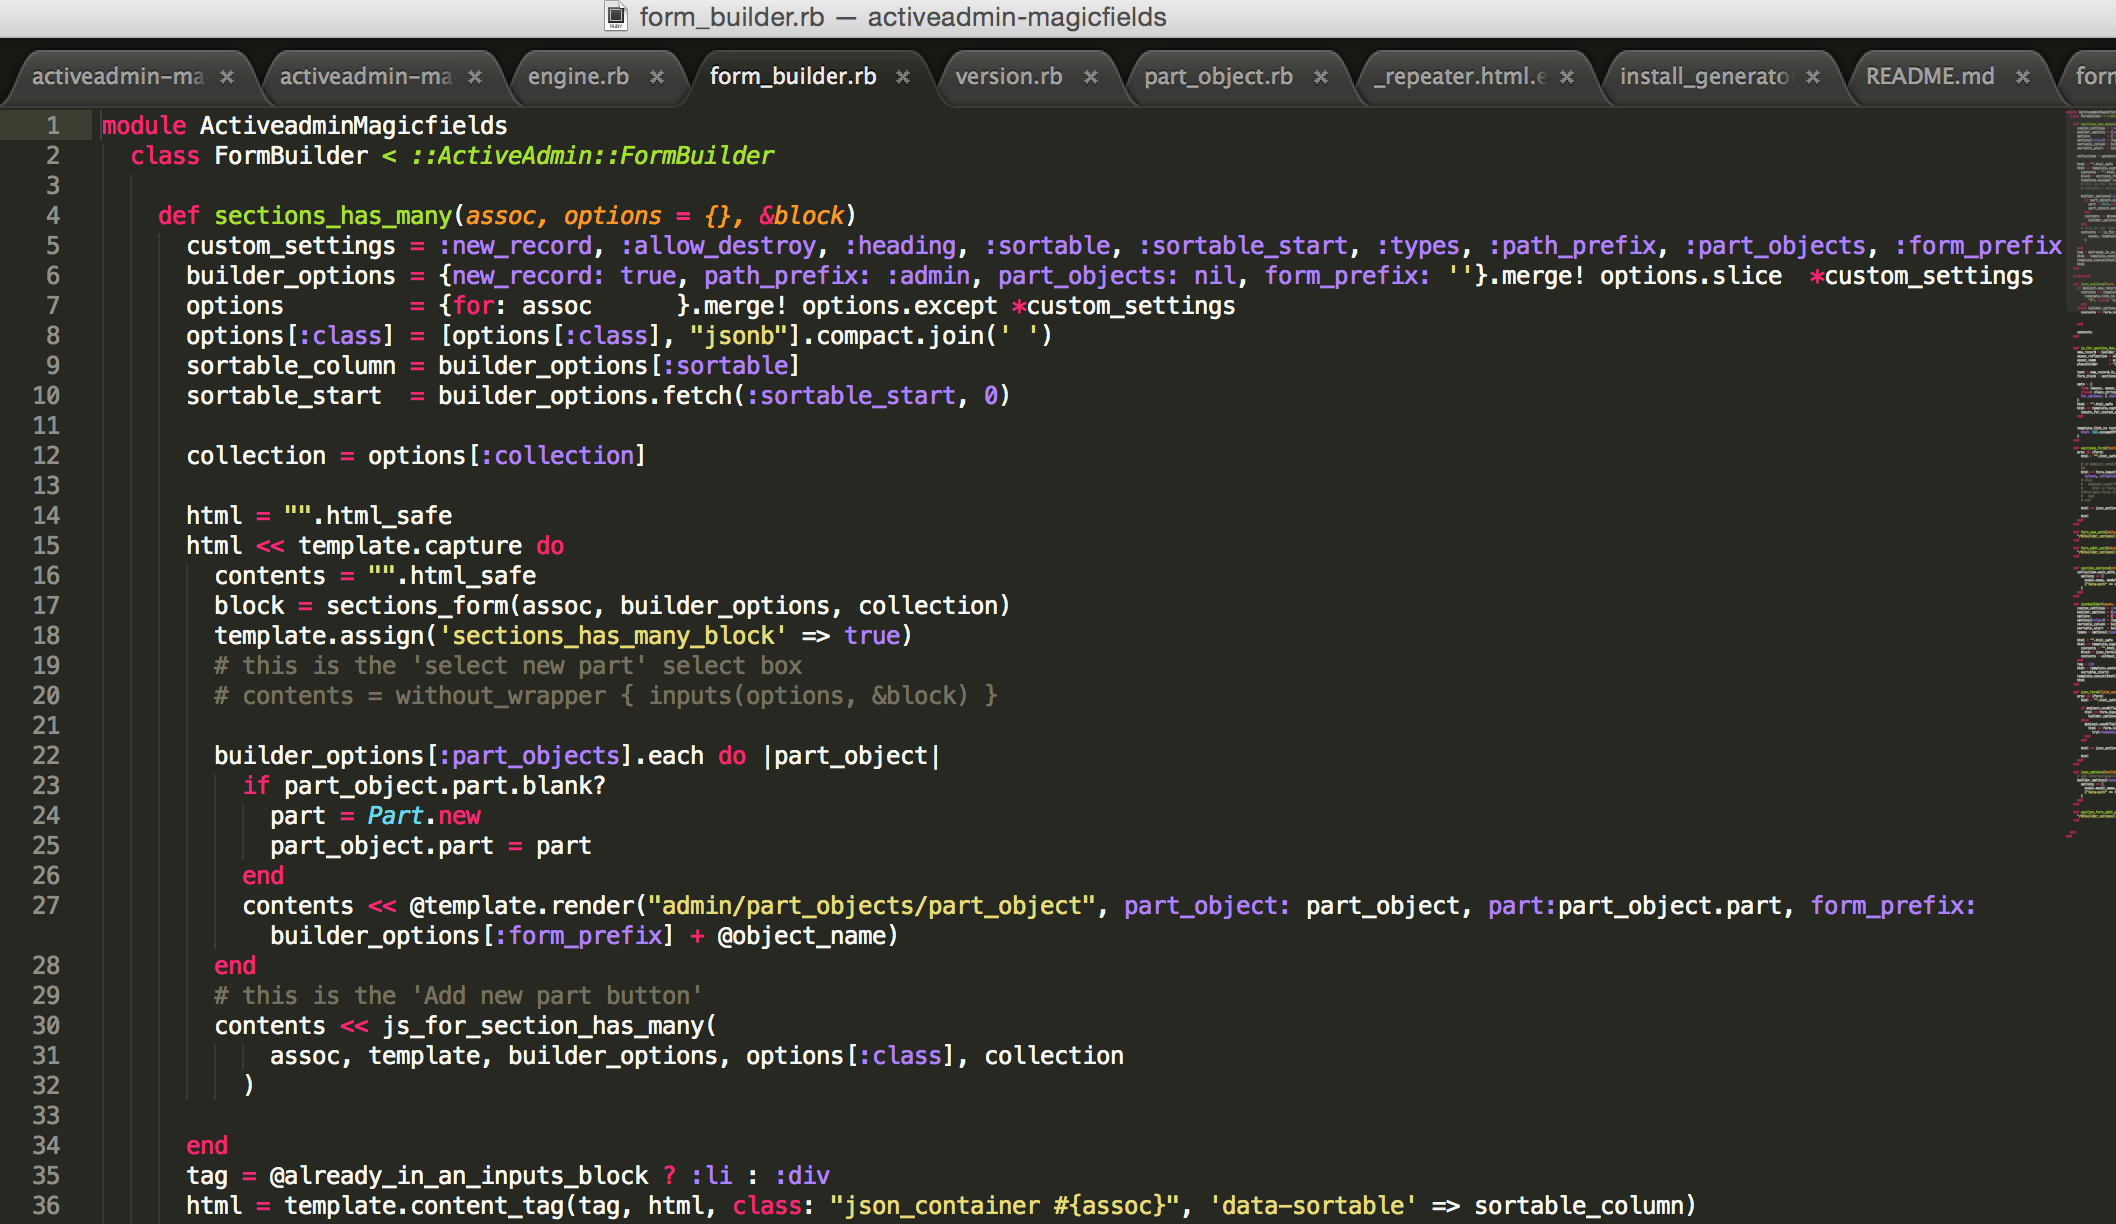 form_builder.rb — activeadmin-magicfields
activeadmin-ma × activeadmin-ma × engine.rb × form_builder.rb × version.rb × part_object.rb × _repeater.html.e × install_generato × README.md × form
1 module ActiveadminMagicfields
2   class FormBuilder < ::ActiveAdmin::FormBuilder
3
4     def sections_has_many(assoc, options = {}, &block)
5       custom_settings = :new_record, :allow_destroy, :heading, :sortable, :sortable_start, :types, :path_prefix, :part_objects, :form_prefix
6       builder_options = {new_record: true, path_prefix: :admin, part_objects: nil, form_prefix: ''}.merge! options.slice  *custom_settings
7       options         = {for: assoc      }.merge! options.except *custom_settings
8       options[:class] = [options[:class], "jsonb"].compact.join(' ')
9       sortable_column = builder_options[:sortable]
10       sortable_start  = builder_options.fetch(:sortable_start, 0)
11
12       collection = options[:collection]
13
14       html = "".html_safe
15       html << template.capture do
16         contents = "".html_safe
17         block = sections_form(assoc, builder_options, collection)
18         template.assign('sections_has_many_block' => true)
19         # this is the 'select new part' select box
20         # contents = without_wrapper { inputs(options, &block) }
21
22         builder_options[:part_objects].each do |part_object|
23           if part_object.part.blank?
24             part = Part.new
25             part_object.part = part
26           end
27           contents << @template.render("admin/part_objects/part_object", part_object: part_object, part:part_object.part, form_prefix:
             builder_options[:form_prefix] + @object_name)
28         end
29         # this is the 'Add new part button'
30         contents << js_for_section_has_many(
31             assoc, template, builder_options, options[:class], collection
32           )
33
34       end
35       tag = @already_in_an_inputs_block ? :li : :div
36       html = template.content_tag(tag, html, class: "json_container #{assoc}", 'data-sortable' => sortable_column)